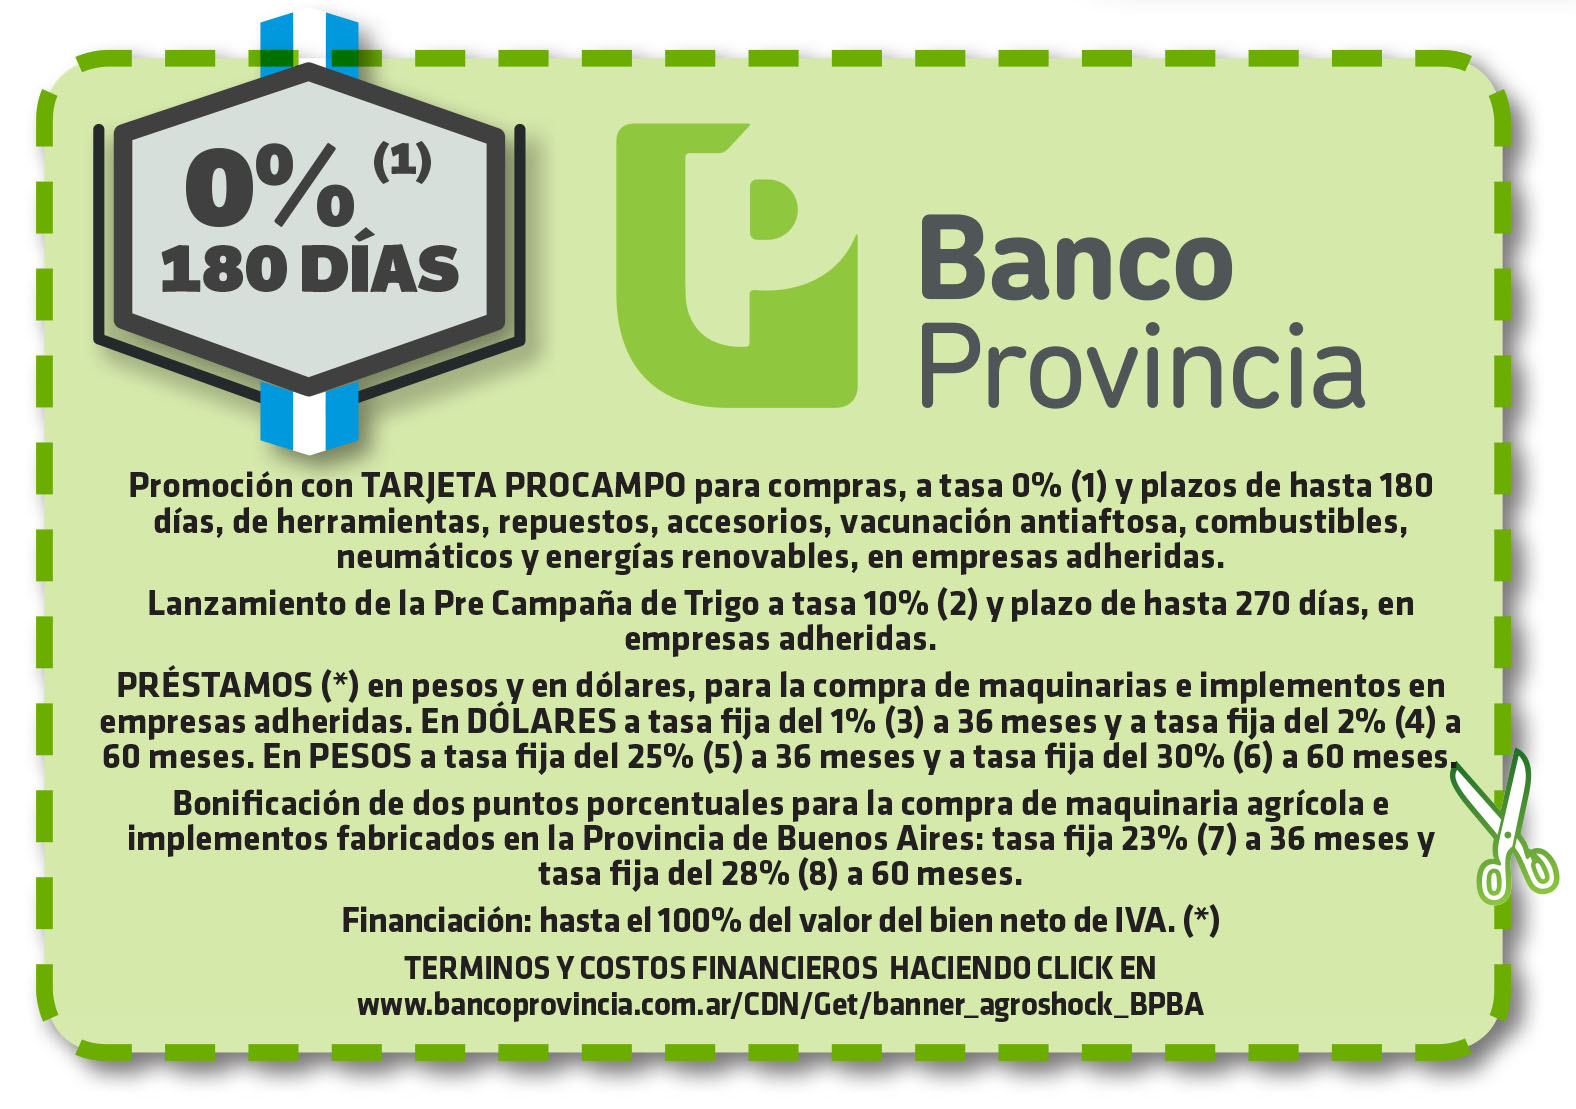 0% (1)
180 DÍAS
Banco
Provincia
Promoción con TARJETA PROCAMPO para compras, a tasa 0% (1) y plazos de hasta 180
días, de herramientas, repuestos, accesorios, vacunación antiaftosa, combustibles,
neumáticos y energías renovables, en empresas adheridas.
Lanzamiento de la Pre Campaña de Trigo a tasa 10% (2) y plazo de hasta 270 días, en
empresas adheridas.
PRÉSTAMOS (*) en pesos y en dólares, para la compra de maquinarias e implementos en
empresas adheridas. En DÓLARES a tasa fija del 1% (3) a 36 meses y a tasa fija del 2% (4) a
60 meses. En PESOS a tasa fija del 25% (5) a 36 meses y a tasa fija del 30% (6) a 60 meses.
Bonificación de dos puntos porcentuales para la compra de maquinaria agrícola e
implementos fabricados en la Provincia de Buenos Aires: tasa fija 23% (7) a 36 meses y
tasa fija del 28% (8) a 60 meses.
Financiación: hasta el 100% del valor del bien neto de IVA. (*)
TERMINOS Y COSTOS FINANCIEROS HACIENDO CLICK EN
www.bancoprovincia.com.ar/CDN/Get/banner_agroshock_BPBA